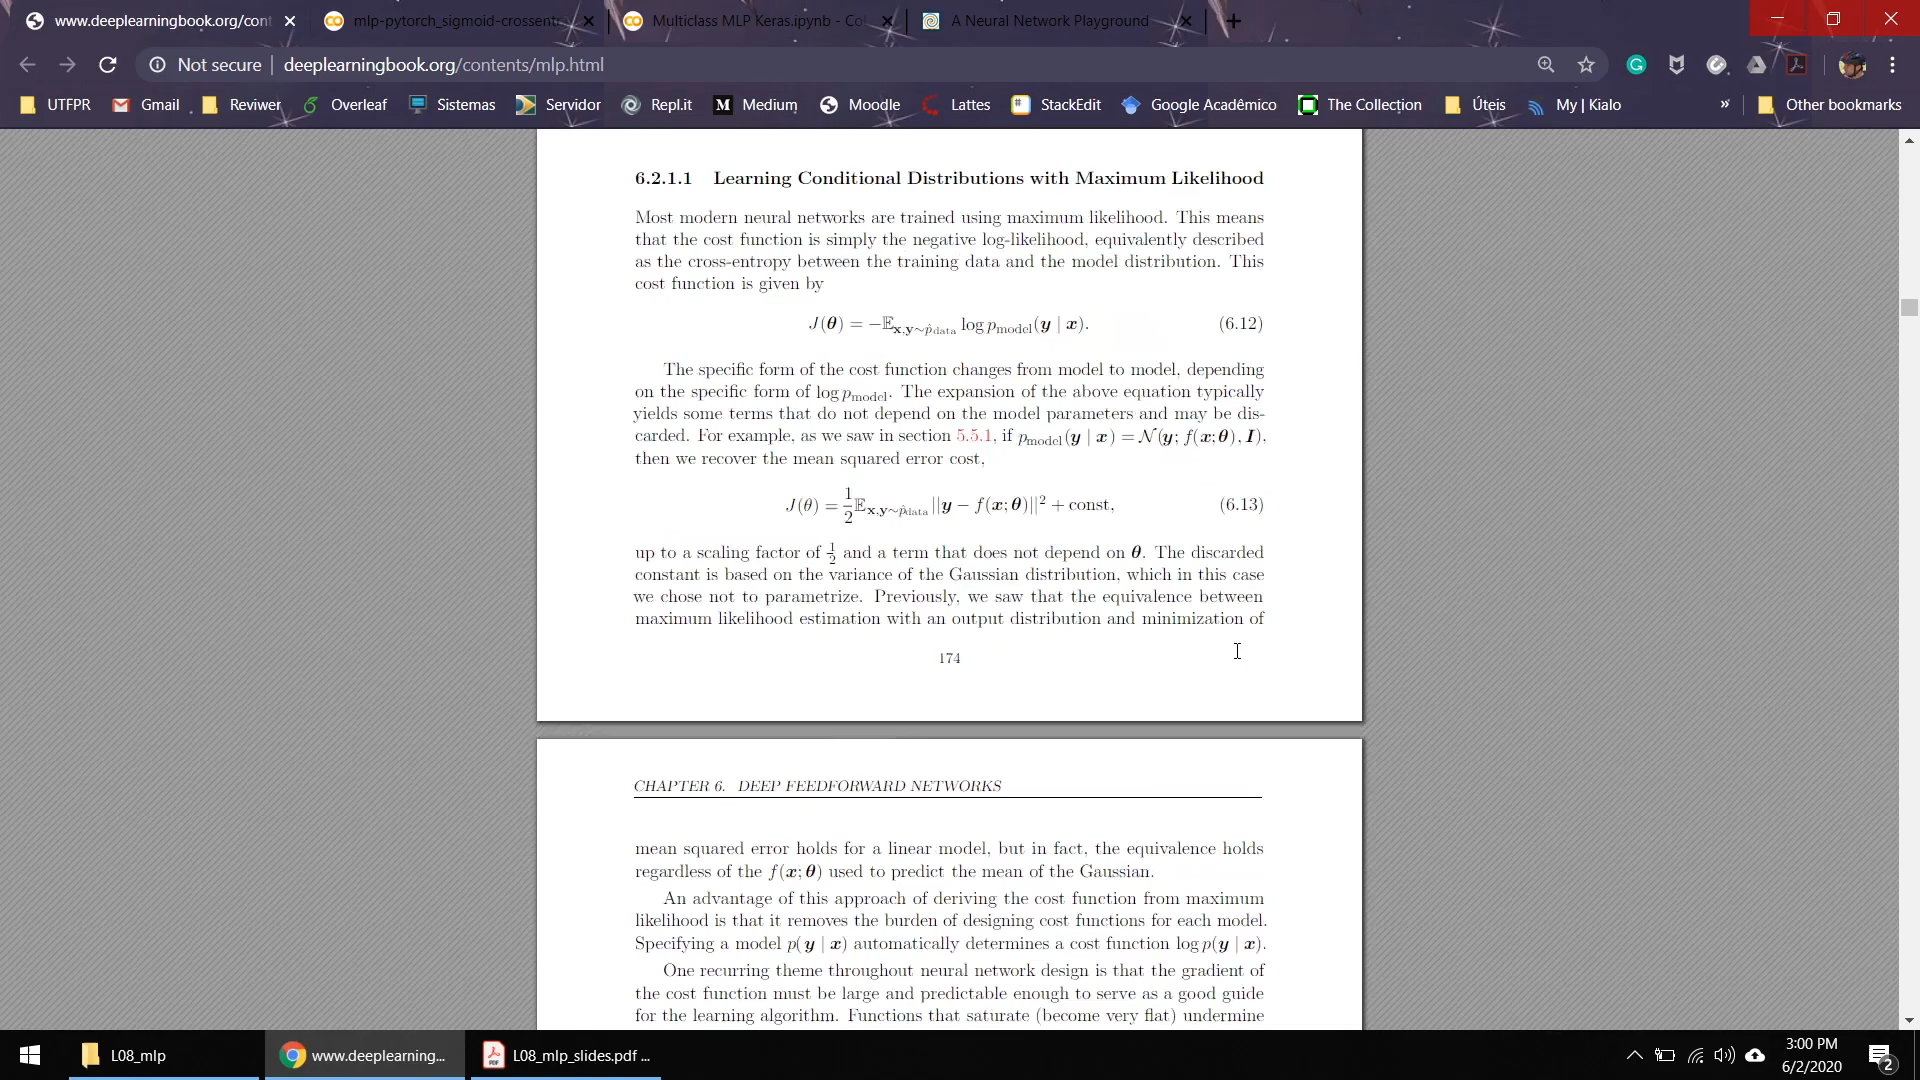 www.deeplearningbook.org/cont
mlp-pytorch_sigmoid-crossentr
Multiclass MLP Keras.ipynb - Co
A Neural Network Playground
Not secure | deeplearningbook.org/contents/mlp.html
UTFPR Gmail Reviwer Overleaf Sistemas Servidor Repl.it Medium Moodle Lattes StackEdit Google Acadêmico The Collection Úteis My | Kialo » Other bookmarks
6.2.1.1 Learning Conditional Distributions with Maximum Likelihood
Most modern neural networks are trained using maximum likelihood. This means
that the cost function is simply the negative log-likelihood, equivalently described
as the cross-entropy between the training data and the model distribution. This
cost function is given by
J(θ) = −𝔼x,y∼p̂data log pmodel(y | x). (6.12)
The specific form of the cost function changes from model to model, depending
on the specific form of log pmodel. The expansion of the above equation typically
yields some terms that do not depend on the model parameters and may be dis-
carded. For example, as we saw in section 5.5.1, if pmodel(y | x) = N(y; f(x;θ), I),
then we recover the mean squared error cost,
J(θ) = 1/2 𝔼x,y∼p̂data ||y − f(x;θ)||² + const, (6.13)
up to a scaling factor of 1/2 and a term that does not depend on θ. The discarded
constant is based on the variance of the Gaussian distribution, which in this case
we chose not to parametrize. Previously, we saw that the equivalence between
maximum likelihood estimation with an output distribution and minimization of
174
CHAPTER 6. DEEP FEEDFORWARD NETWORKS
mean squared error holds for a linear model, but in fact, the equivalence holds
regardless of the f(x;θ) used to predict the mean of the Gaussian.
An advantage of this approach of deriving the cost function from maximum
likelihood is that it removes the burden of designing cost functions for each model.
Specifying a model p(y | x) automatically determines a cost function log p(y | x).
One recurring theme throughout neural network design is that the gradient of
the cost function must be large and predictable enough to serve as a good guide
for the learning algorithm. Functions that saturate (become very flat) undermine
L08_mlp
www.deeplearning...
L08_mlp_slides.pdf ...
3:00 PM
6/2/2020
2